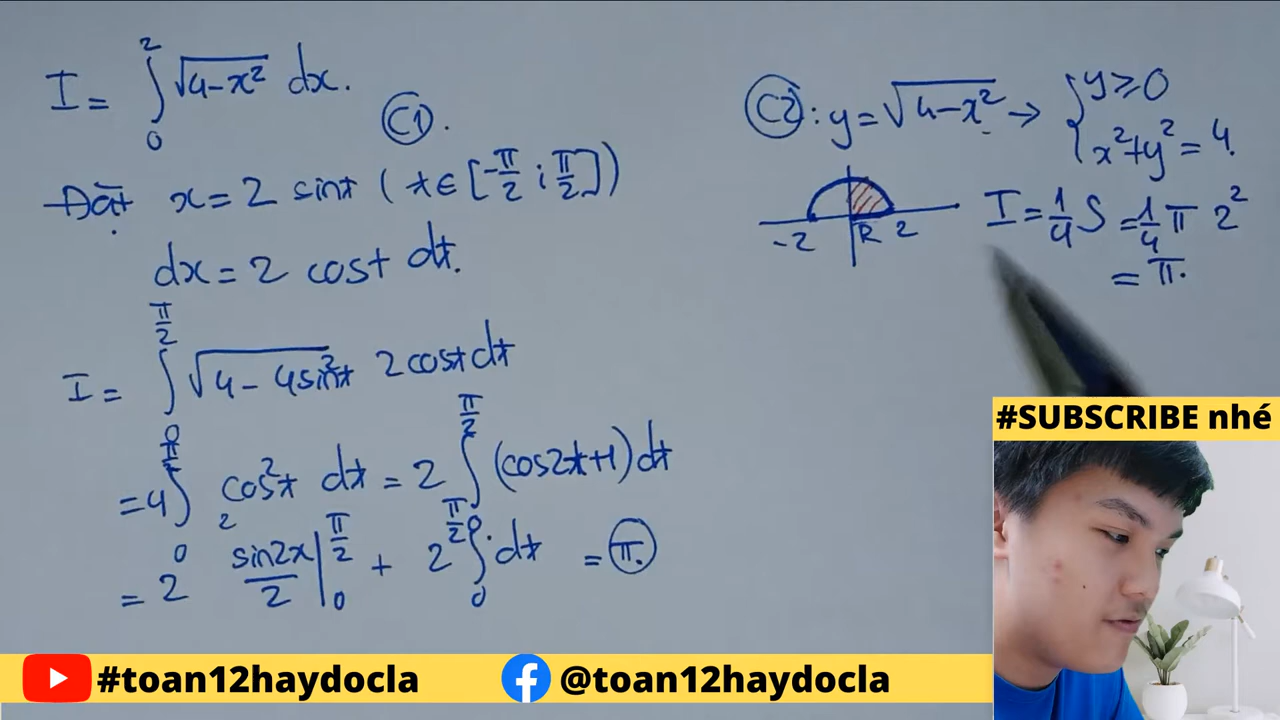 I = ∫₀² √(4-x²) dx.
C1.
Đặt x = 2 sint (t ∈ [-π/2 ; π/2])
dx = 2 cost dt.
I = ∫₀^(π/2) √(4 - 4sin²t) 2cost dt
= 4 ∫₀^(π/2) cos²t dt = 2 ∫₀^(π/2) (cos2t+1) dt
= 2 sin2x/2 |₀^(π/2) + 2 ∫₀^(π/2) dt = π.
C2: y = √(4-x²) → { y ≥ 0
x² + y² = 4.
-2 R 2
I = 1/4 S = 1/4 π 2²
= π.
#SUBSCRIBE nhé
#toan12haydocla
@toan12haydocla